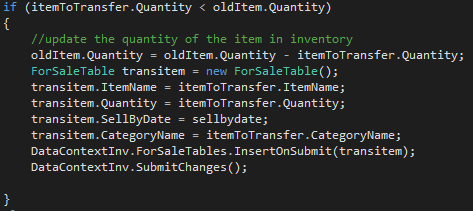 if (itemToTransfer.Quantity < oldItem.Quantity)
{
//update the quantity of the item in inventory
oldItem.Quantity = oldItem.Quantity - itemToTransfer.Quantity;
ForSaleTable transitem = new ForSaleTable();
transitem.ItemName = itemToTransfer.ItemName;
transitem.Quantity = itemToTransfer.Quantity;
transitem.SellByDate = sellbydate;
transitem.CategoryName = itemToTransfer.CategoryName;
DataContextInv.ForSaleTables.InsertOnSubmit(transitem);
DataContextInv.SubmitChanges();
}